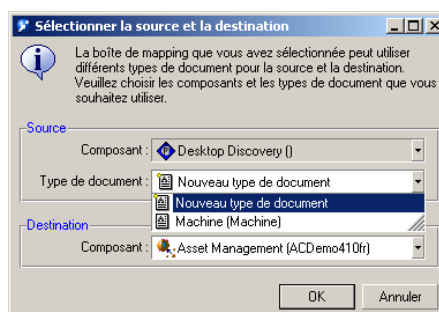 Sélectionner la source et la destination
La boîte de mapping que vous avez sélectionnée peut utiliser
différents types de document pour la source et la destination.
Veuillez choisir les composants et les types de document que vous
souhaitez utiliser.
Source
Composant : Desktop Discovery ()
Type de document : Nouveau type de document
Nouveau type de document
Machine (Machine)
Destination
Composant : Asset Management (ACDemo410fr)
OK Annuler